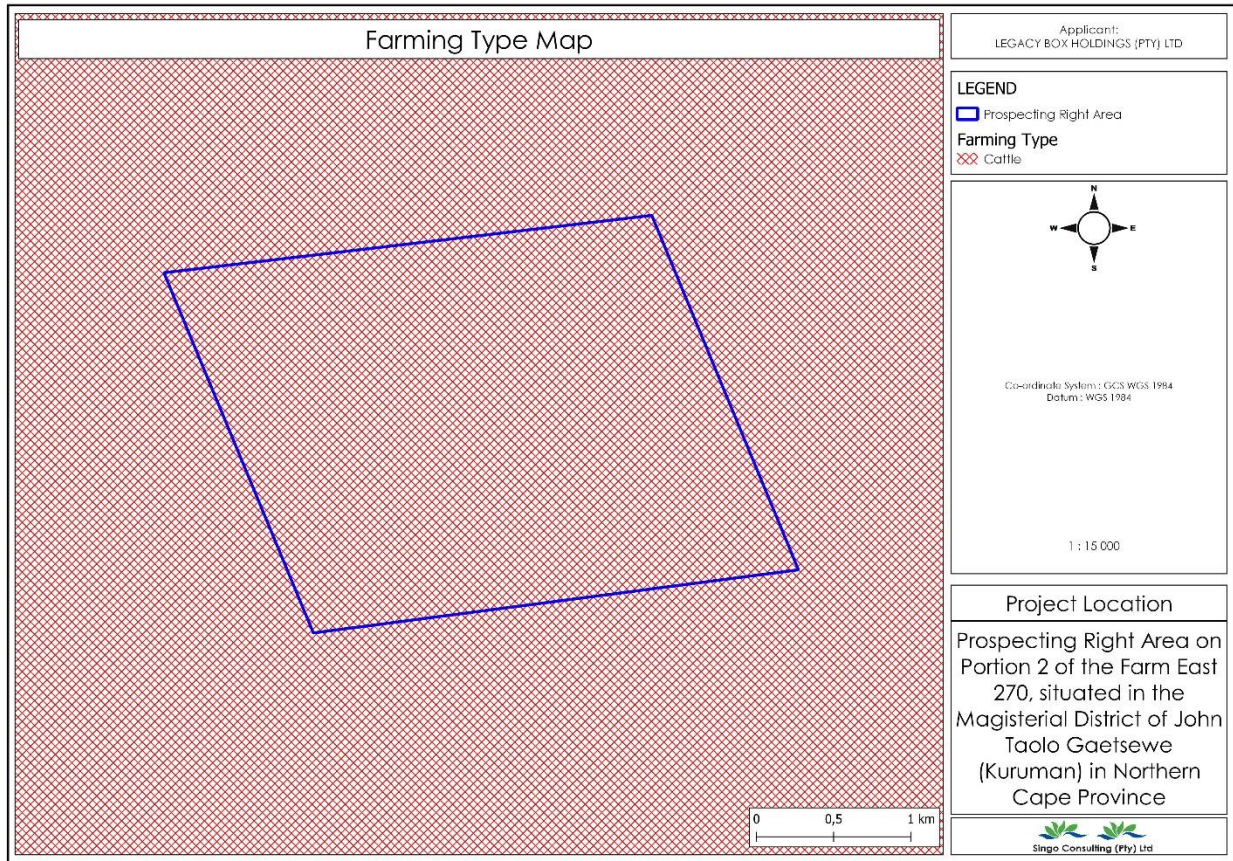 Farming Type Map
Applicant:
LEGACY BOX HOLDINGS (PTY) LTD
LEGEND
Prospecting Right Area
Farming Type
Cattle
N
W E
S
Co-ordinate System : GCS WGS 1984
Datum : WGS 1984
1 : 15 000
0 0,5 1 km
Project Location
Prospecting Right Area on
Portion 2 of the Farm East
270, situated in the
Magisterial District of John
Taolo Gaetsewe
(Kuruman) in Northern
Cape Province
Singo Consulting (Pty) Ltd